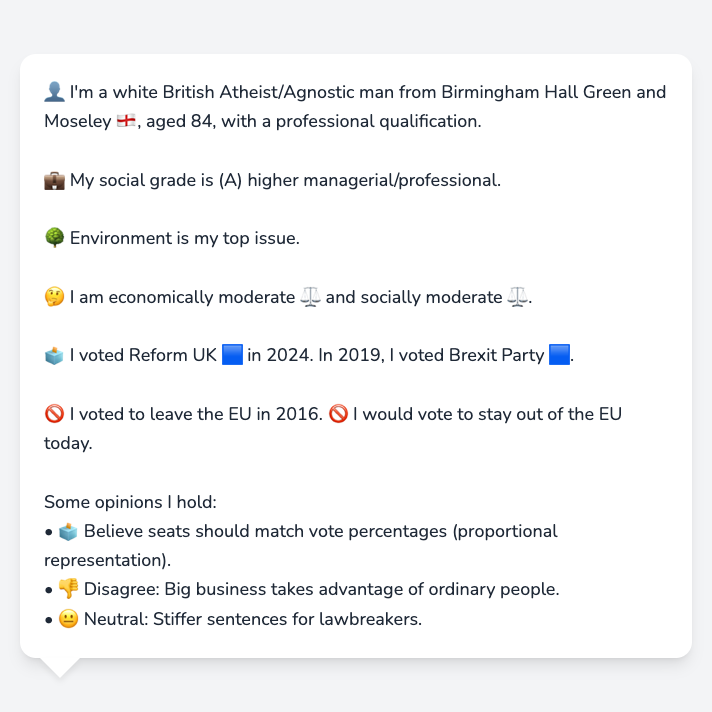 👤 I'm a white British Atheist/Agnostic man from Birmingham Hall Green and
Moseley 🏴󠁧󠁢󠁥󠁮󠁧󠁿, aged 84, with a professional qualification.
💼 My social grade is (A) higher managerial/professional.
🌳 Environment is my top issue.
🤔 I am economically moderate ⚖️ and socially moderate ⚖️.
🗳️ I voted Reform UK 🟦 in 2024. In 2019, I voted Brexit Party 🟦.
🚫 I voted to leave the EU in 2016. 🚫 I would vote to stay out of the EU
today.
Some opinions I hold:
• 🗳️ Believe seats should match vote percentages (proportional
representation).
• 👎 Disagree: Big business takes advantage of ordinary people.
• 😐 Neutral: Stiffer sentences for lawbreakers.